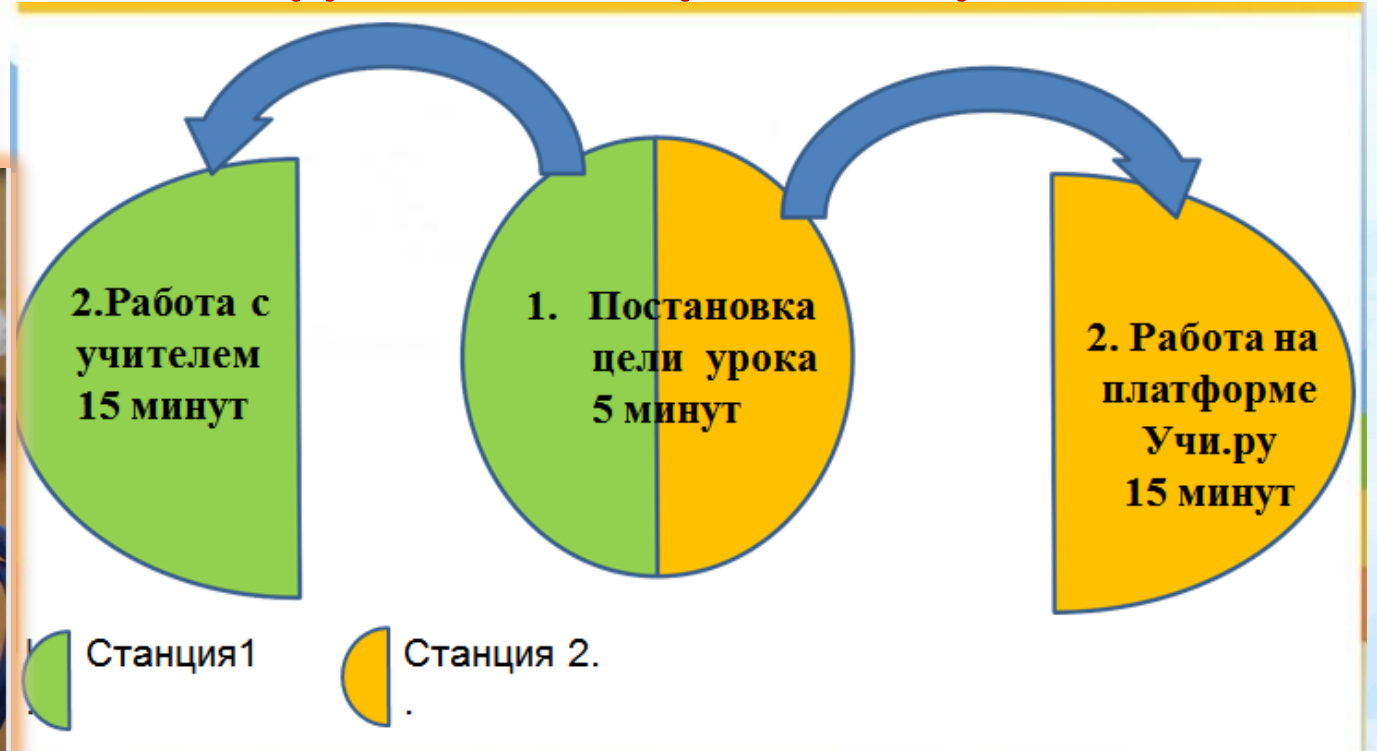 2.Работа с
учителем
15 минут
1. Постановка
цели урока
5 минут
2. Работа на
платформе
Учи.ру
15 минут
Станция1
.
Станция 2.
.